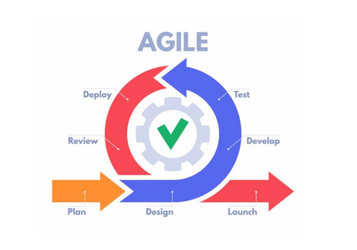 AGILE
Deploy
Test
Review
Develop
Plan
Design
Launch